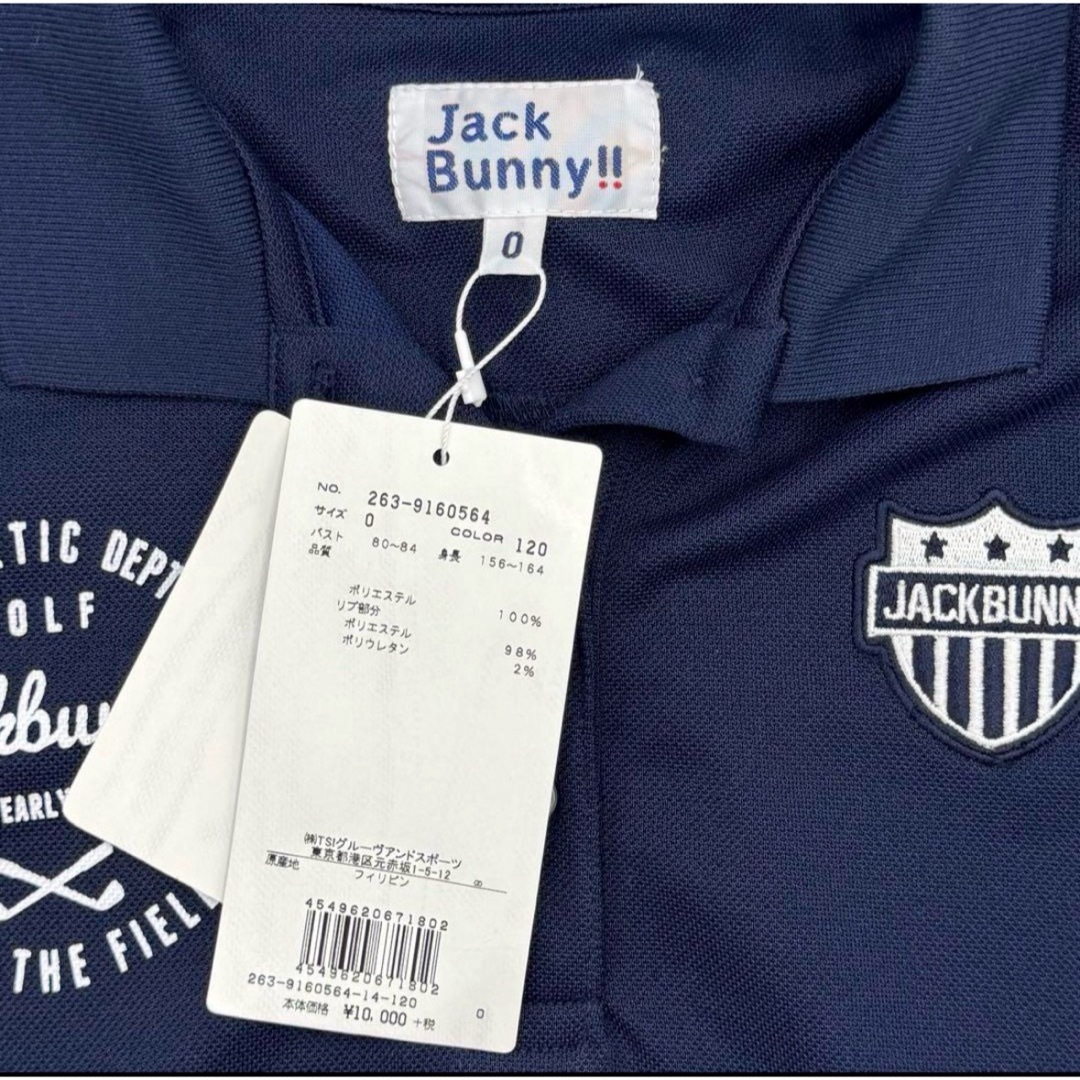 Jack
Bunny!!
0
NO. 263-9160564
サイズ 0 COLOR 120
バスト 80~84 身長 156~164
品質
ポリエステル 100%
リブ部分
ポリエステル 98%
ポリウレタン 2%
㈱TSIグルーヴアンドスポーツ
東京都港区元赤坂1-5-12
原産地 フィリピン
4549620671802
4549620671802
263-9160564-14-120
本体価格 ¥10,000+税 0
TIC DEPT
OLF
kbu
EARLY
THE FIEL
JACKBUNN